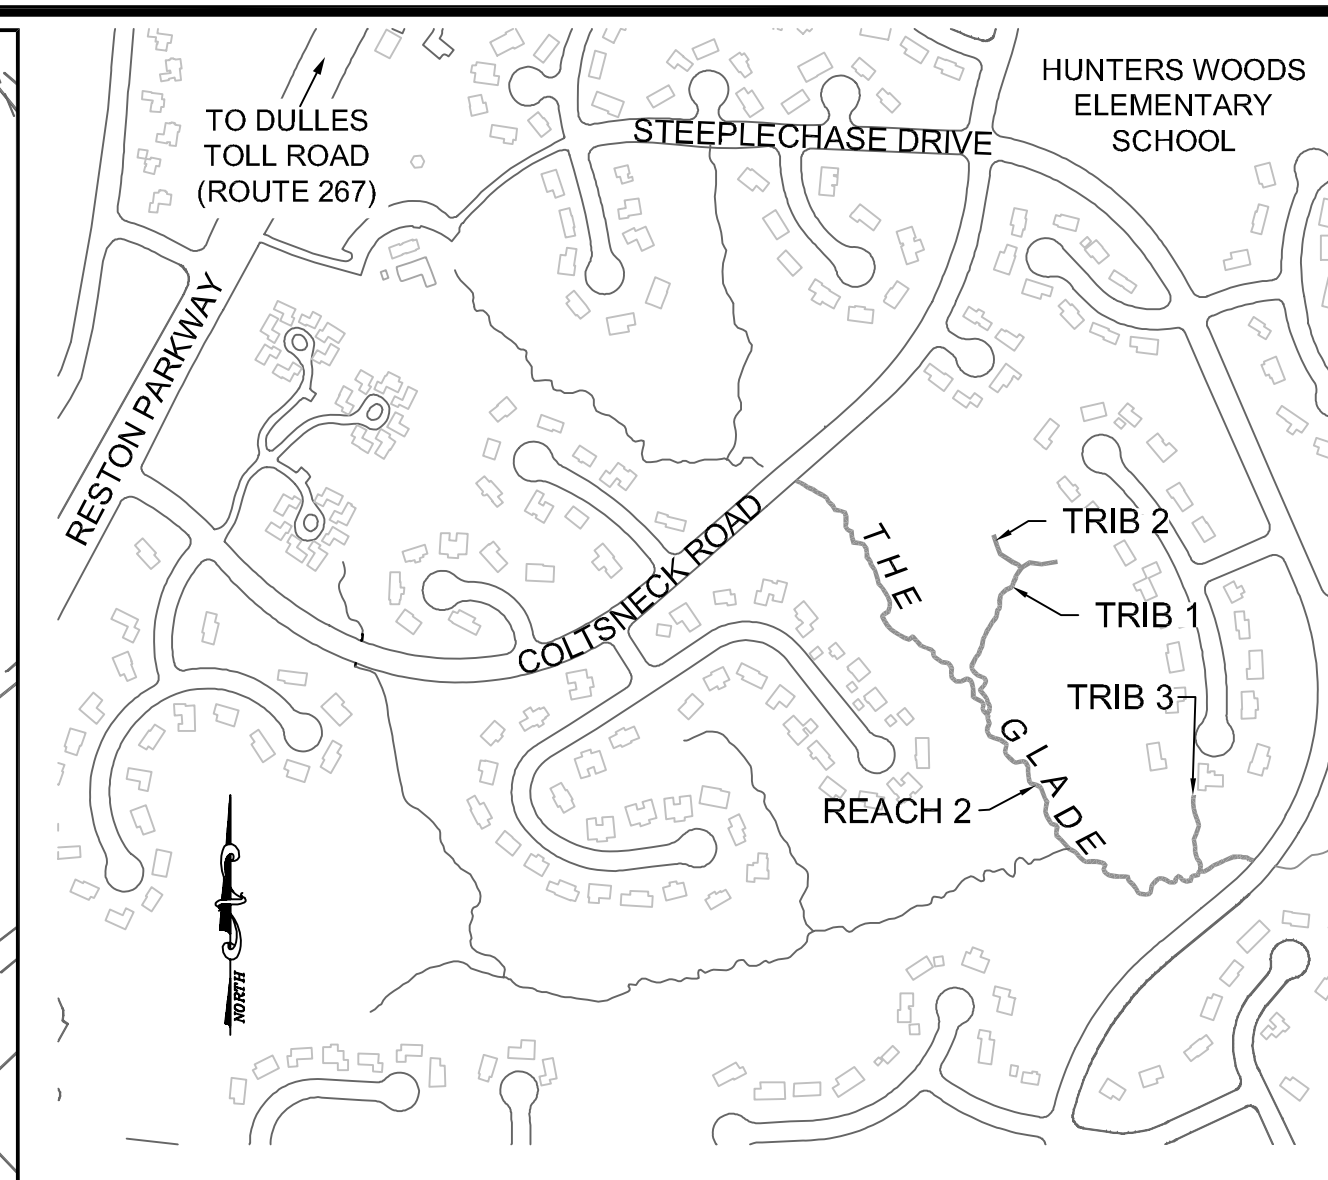 HUNTERS WOODS
ELEMENTARY
SCHOOL
TO DULLES
TOLL ROAD
(ROUTE 267)
STEEPLECHASE DRIVE
RESTON PARKWAY
COLTSNECK ROAD
THE
TRIB 2
TRIB 1
TRIB 3
GLADE
REACH 2
NORTH